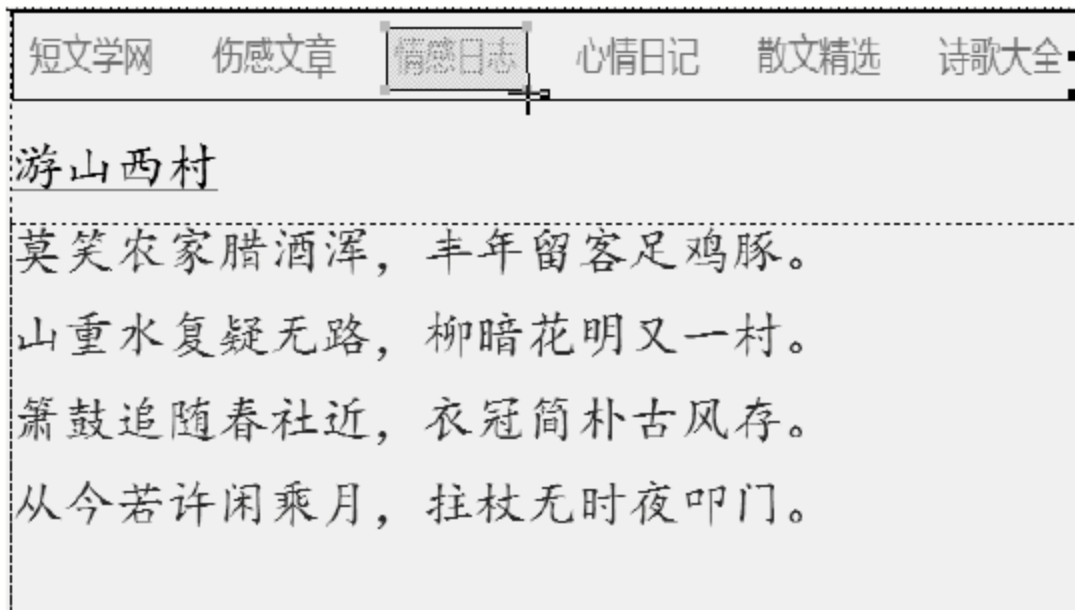 短文学网 伤感文章 情感日志 心情日记 散文精选 诗歌大全
游山西村
莫笑农家腊酒浑，丰年留客足鸡豚。
山重水复疑无路，柳暗花明又一村。
箫鼓追随春社近，衣冠简朴古风存。
从今若许闲乘月，拄杖无时夜叩门。